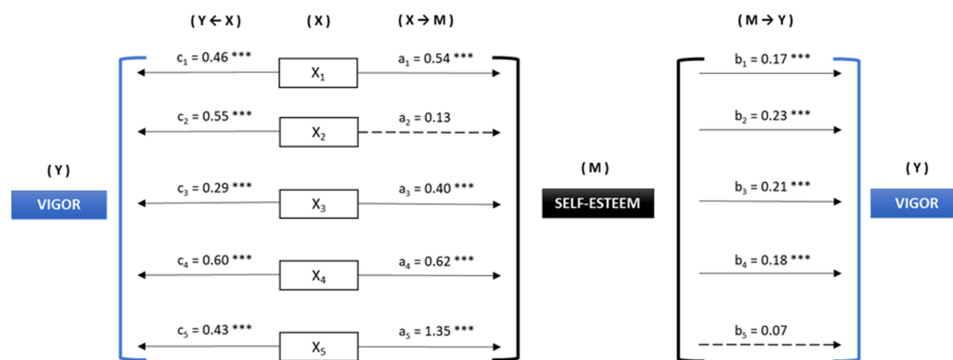 ( Y ← X ) ( X ) ( X → M ) ( M → Y )
c₁ = 0.46 *** X₁ a₁ = 0.54 *** b₁ = 0.17 ***
c₂ = 0.55 *** X₂ a₂ = 0.13 b₂ = 0.23 ***
( Y ) ( M ) ( Y )
c₃ = 0.29 *** X₃ a₃ = 0.40 *** b₃ = 0.21 ***
VIGOR SELF-ESTEEM VIGOR
c₄ = 0.60 *** X₄ a₄ = 0.62 *** b₄ = 0.18 ***
c₅ = 0.43 *** X₅ a₅ = 1.35 *** b₅ = 0.07